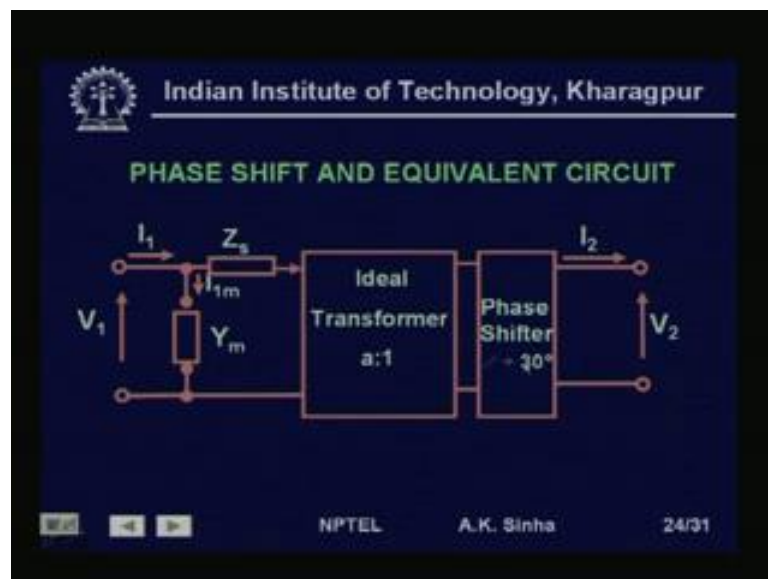 Indian Institute of Technology, Kharagpur
PHASE SHIFT AND EQUIVALENT CIRCUIT
I₁ Zₛ I₂
I₁ₘ
Ideal
Transformer
a:1
Phase
Shifter
30°
V₁ Yₘ V₂
NPTEL A.K. Sinha 24/31